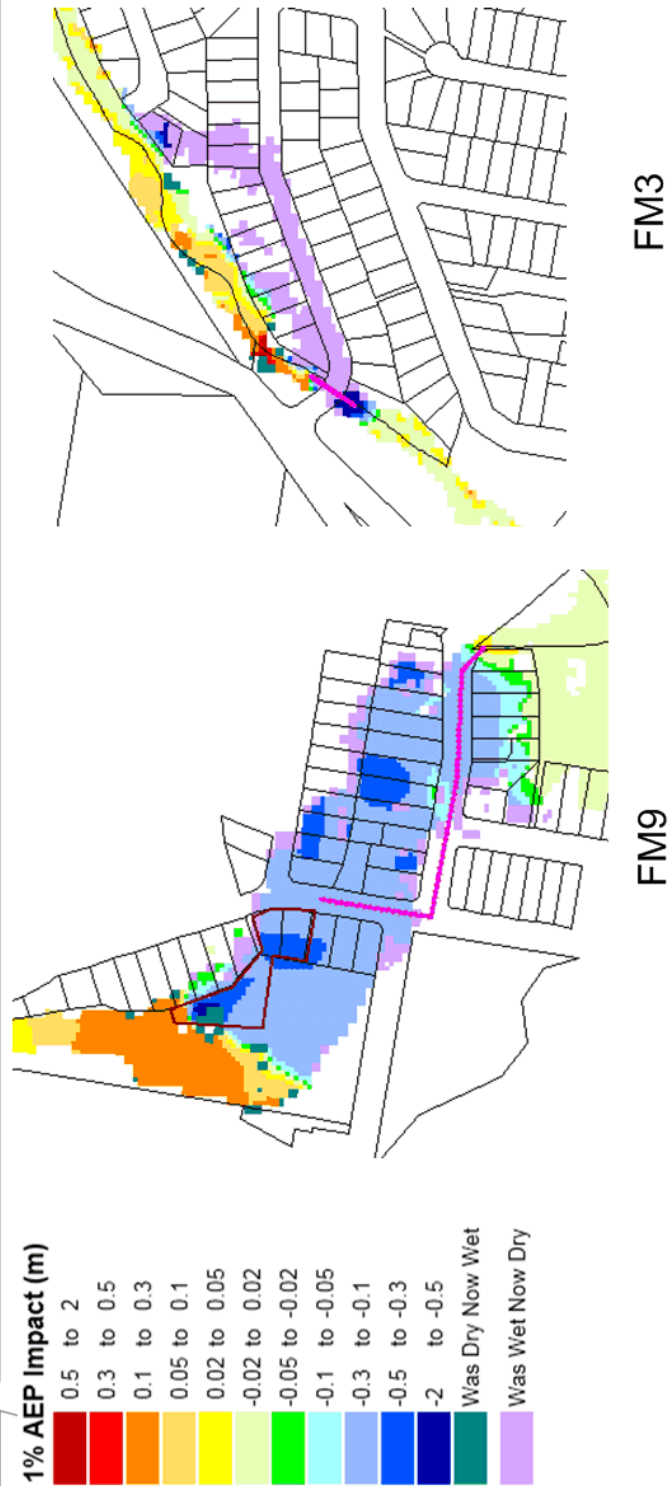 1% AEP Impact (m)
0.5 to 2
0.3 to 0.5
0.1 to 0.3
0.05 to 0.1
0.02 to 0.05
-0.02 to 0.02
-0.05 to -0.02
-0.1 to -0.05
-0.3 to -0.1
-0.5 to -0.3
-2 to -0.5
Was Dry Now Wet
Was Wet Now Dry
FM9
FM3